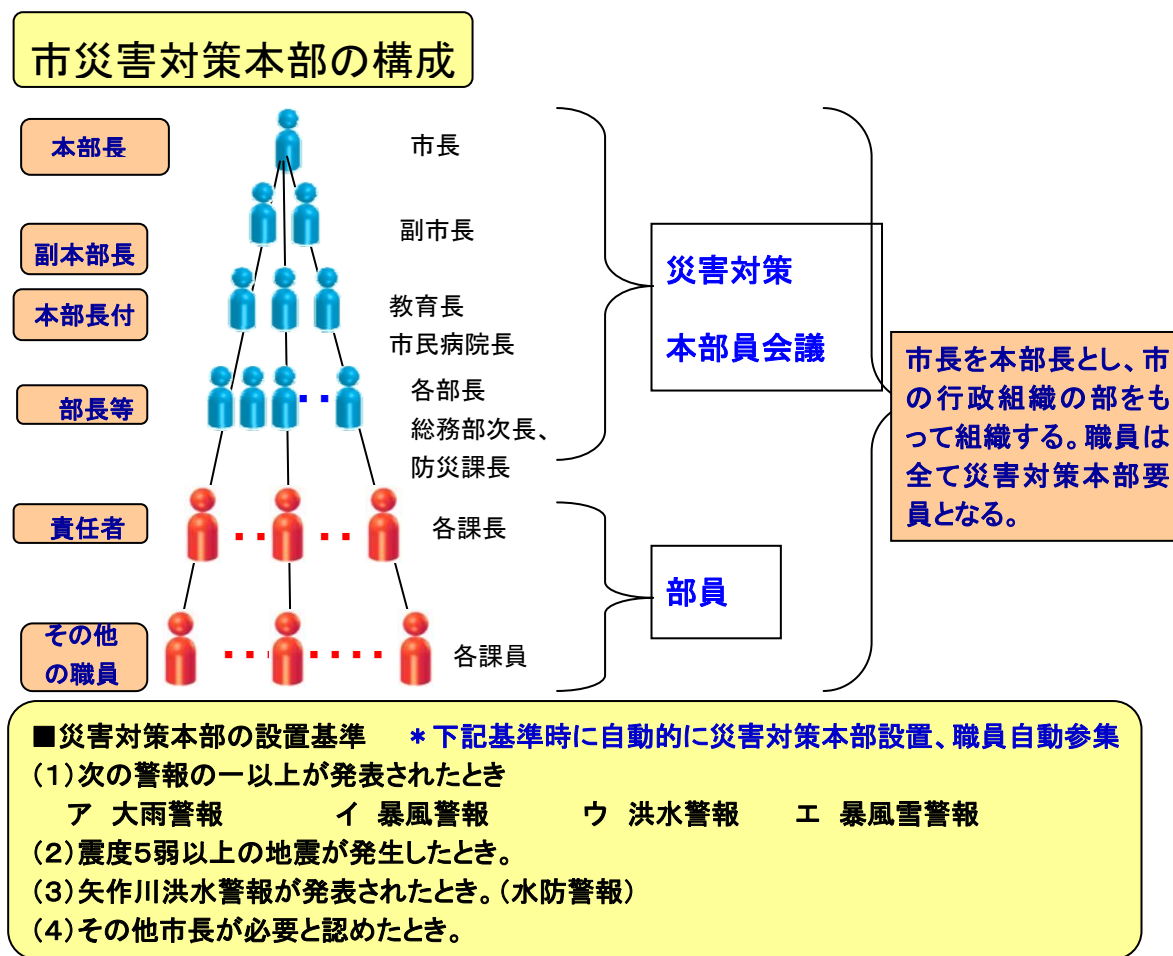 市災害対策本部の構成
本部長
市長
副本部長
副市長
本部長付
教育長
市民病院長
部長等
各部長
総務部次長、
防災課長
責任者
各課長
その他
の職員
各課員
災害対策
本部員会議
部員
市長を本部長とし、市
の行政組織の部をも
って組織する。職員は
全て災害対策本部要
員となる。
■災害対策本部の設置基準　＊下記基準時に自動的に災害対策本部設置、職員自動参集
(1)次の警報の一以上が発表されたとき
ア　大雨警報　　　　イ　暴風警報　　　　ウ　洪水警報　　エ　暴風雪警報
(2)震度5弱以上の地震が発生したとき。
(3)矢作川洪水警報が発表されたとき。(水防警報)
(4)その他市長が必要と認めたとき。